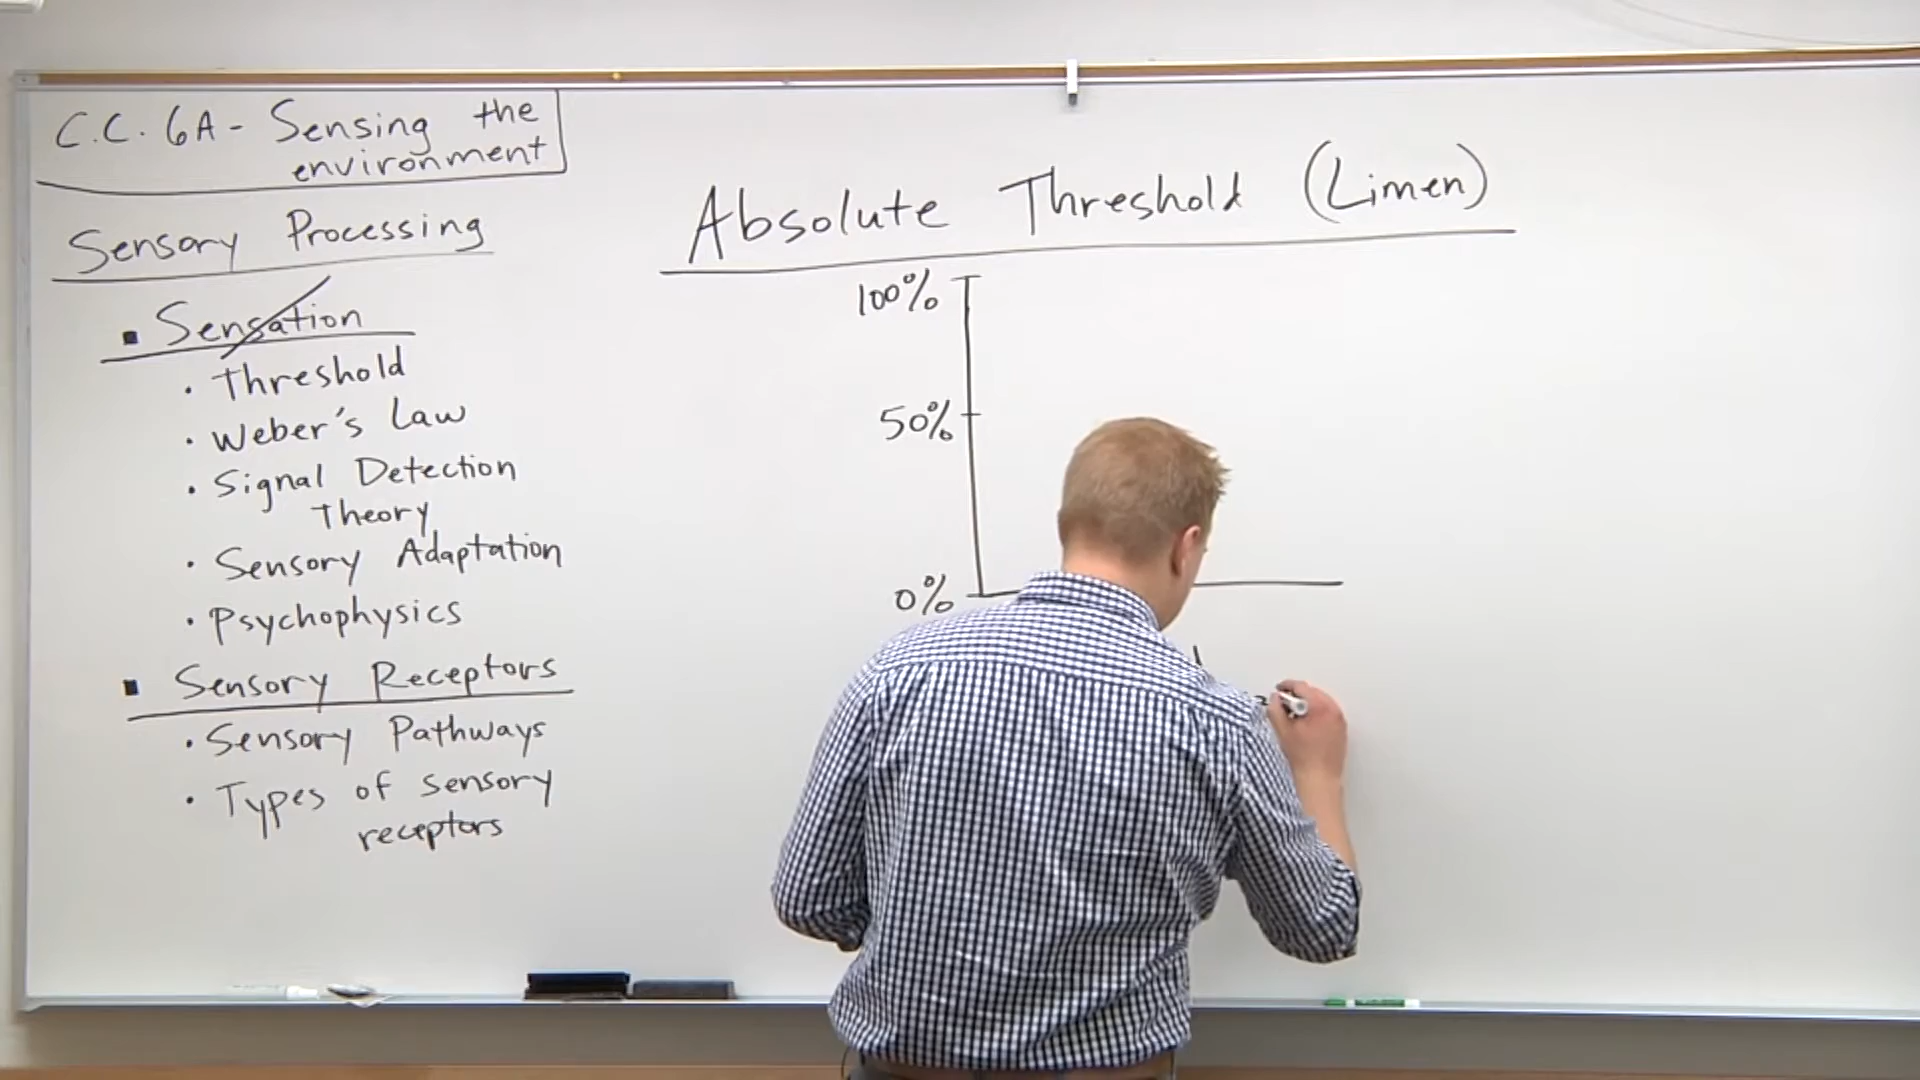 C.C. 6A - Sensing the
environment
Sensory Processing
▪ Sensation
• Threshold
• Weber's Law
• Signal Detection
Theory
• Sensory Adaptation
• Psychophysics
▪ Sensory Receptors
• Sensory Pathways
• Types of sensory
receptors
Absolute Threshold (Limen)
100%
50%
0%